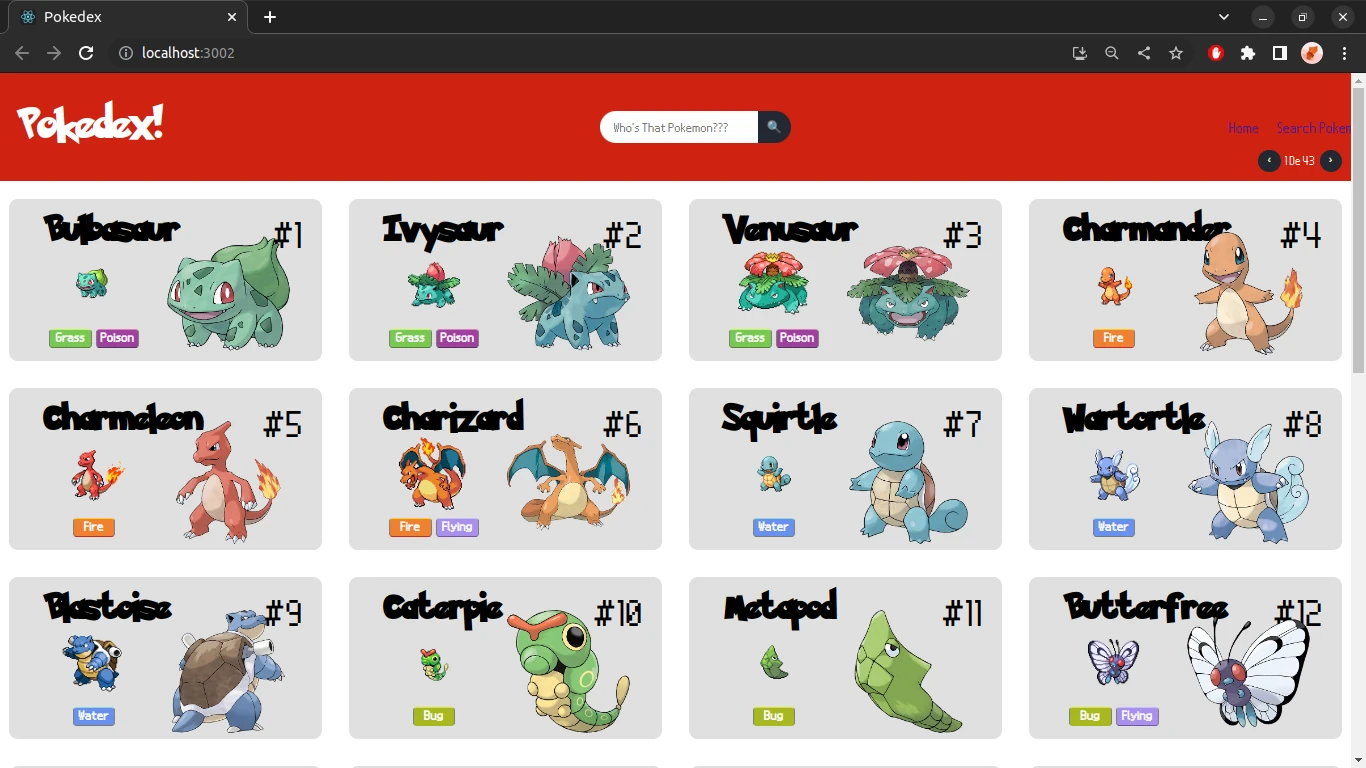 Pokedex
localhost:3002
Pokedex!
Who's That Pokemon???
Home Search Pokem
1 De 43
Bulbasaur #1
Grass Poison
Ivysaur #2
Grass Poison
Venusaur #3
Grass Poison
Charmander #4
Fire
Charmeleon #5
Fire
Charizard #6
Fire Flying
Squirtle #7
Water
Wartortle #8
Water
Blastoise #9
Water
Caterpie #10
Bug
Metapod #11
Bug
Butterfree #12
Bug Flying